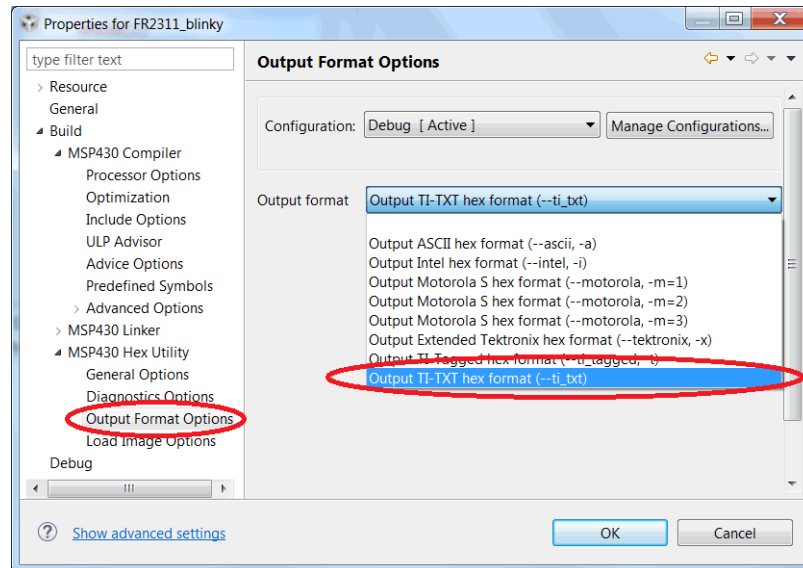 Properties for FR2311_blinky
type filter text
Resource
General
Build
MSP430 Compiler
Processor Options
Optimization
Include Options
ULP Advisor
Advice Options
Predefined Symbols
Advanced Options
MSP430 Linker
MSP430 Hex Utility
General Options
Diagnostics Options
Output Format Options
Load Image Options
Debug
Output Format Options
Configuration: Debug [ Active ] Manage Configurations...
Output format Output TI-TXT hex format (--ti_txt)
Output ASCII hex format (--ascii, -a)
Output Intel hex format (--intel, -i)
Output Motorola S hex format (--motorola, -m=1)
Output Motorola S hex format (--motorola, -m=2)
Output Motorola S hex format (--motorola, -m=3)
Output Extended Tektronix hex format (--tektronix, -x)
Output TI-Tagged hex format (--ti_tagged, -t)
Output TI-TXT hex format (--ti_txt)
Show advanced settings
OK Cancel